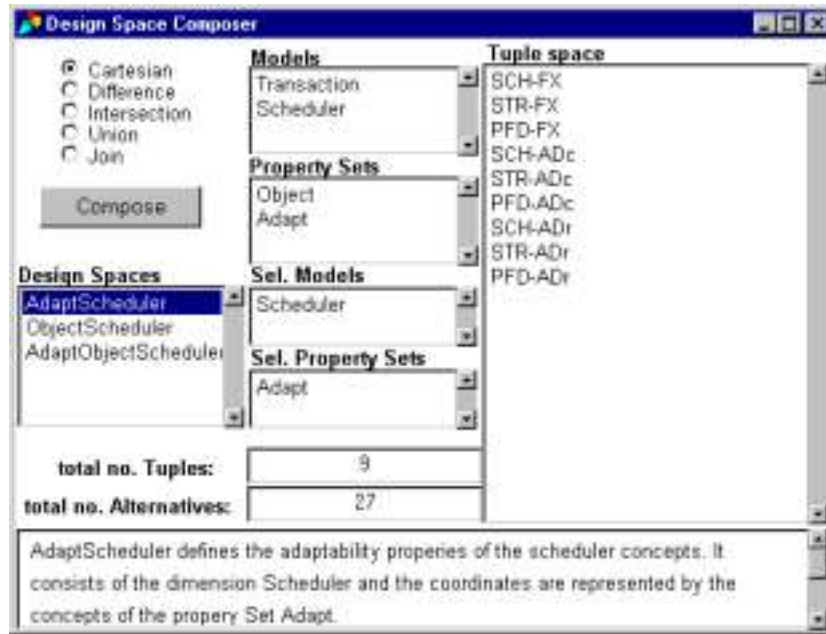 Design Space Composer
Cartesian
Difference
Intersection
Union
Join
Compose
Models
Transaction
Scheduler
Property Sets
Object
Adapt
Design Spaces
AdaptScheduler
ObjectScheduler
AdaptObjectScheduler
Sel. Models
Scheduler
Sel. Property Sets
Adapt
Tuple space
SCH-FX
STR-FX
PFD-FX
SCH-ADc
STR-ADc
PFD-ADc
SCH-ADr
STR-ADr
PFD-ADr
total no. Tuples:
9
total no. Alternatives:
27
AdaptScheduler defines the adaptability properies of the scheduler concepts. It
consists of the dimension Scheduler and the coordinates are represented by the
concepts of the propery Set Adapt.